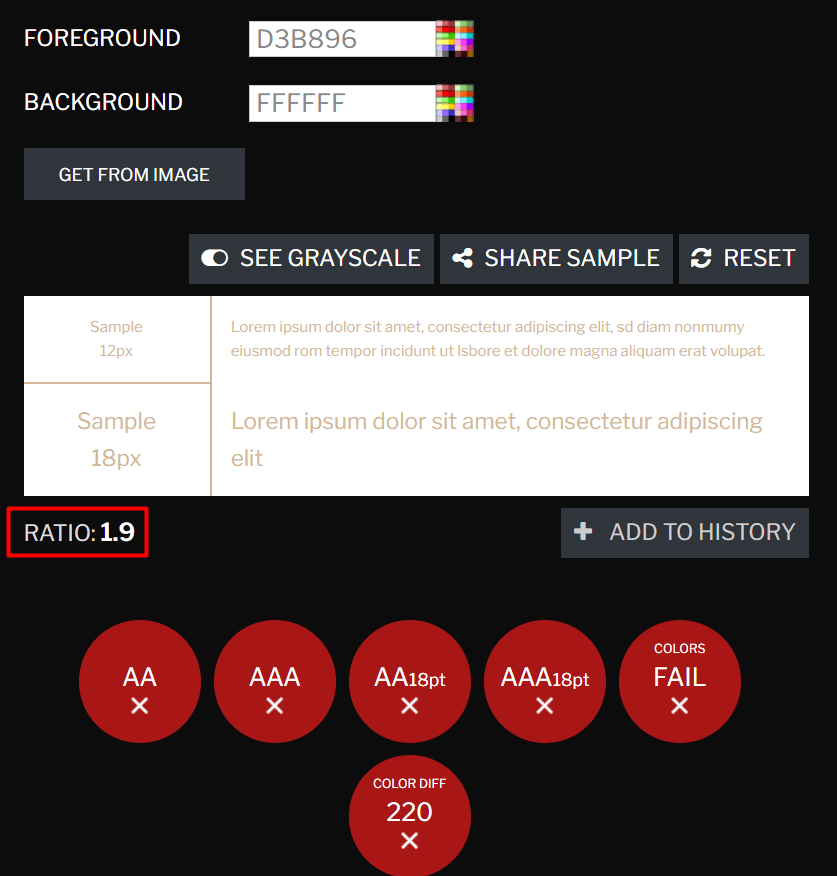 FOREGROUND D3B896
BACKGROUND FFFFFF
GET FROM IMAGE
SEE GRAYSCALE SHARE SAMPLE RESET
Sample
12px
Lorem ipsum dolor sit amet, consectetur adipiscing elit, sd diam nonmumy
eiusmod rom tempor incidunt ut lsbore et dolore magna aliquam erat volupat.
Sample
18px
Lorem ipsum dolor sit amet, consectetur adipiscing
elit
RATIO: 1.9
ADD TO HISTORY
AA
AAA
AA18pt
AAA18pt
COLORS
FAIL
COLOR DIFF
220